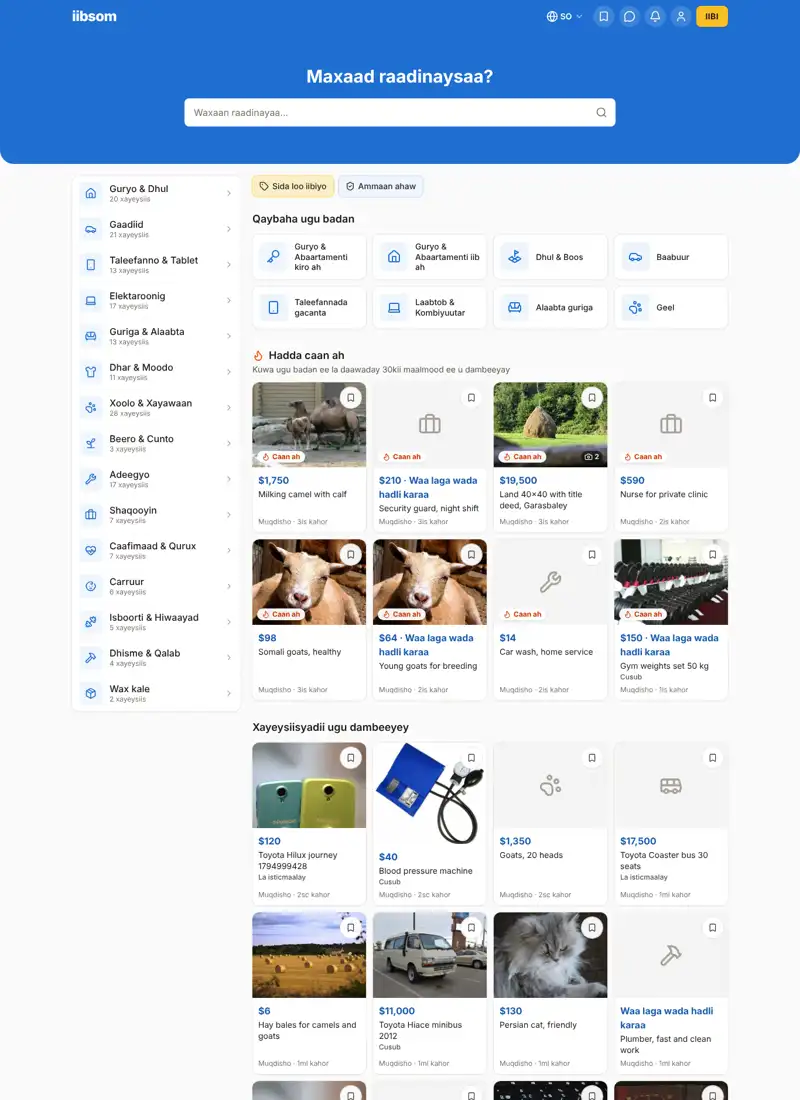 iibsom
SO
IIBI
Maxaad raadinaysaa?
Waxaan raadinayaa...
Guryo & Dhul
20 xayeysiis
Gaadiid
21 xayeysiis
Taleefanno & Tablet
13 xayeysiis
Elektaroonig
17 xayeysiis
Guriga & Alaabta
13 xayeysiis
Dhar & Moodo
11 xayeysiis
Xoolo & Xayawaan
28 xayeysiis
Beero & Cunto
3 xayeysiis
Adeegyo
17 xayeysiis
Shaqooyin
7 xayeysiis
Caafimaad & Qurux
7 xayeysiis
Carruur
6 xayeysiis
Isboorti & Hiwaayad
5 xayeysiis
Dhisme & Qalab
4 xayeysiis
Wax kale
2 xayeysiis
Sida loo iibiyo
Ammaan ahaw
Qaybaha ugu badan
Guryo &
Abaartamenti
kiro ah
Guryo &
Abaartamenti iib
ah
Dhul & Boos
Baabuur
Taleefannada
gacanta
Laabtob &
Kombiyuutar
Alaabta guriga
Geel
Hadda caan ah
Kuwa ugu badan ee la daawaday 30kii maalmood ee u dambeeyay
Caan ah
$1,750
Milking camel with calf
Muqdisho · 3is kahor
Caan ah
$210 · Waa laga wada
hadli karaa
Security guard, night shift
Muqdisho · 3is kahor
Caan ah
2
$19,500
Land 40×40 with title
deed, Garasbaley
Muqdisho · 3is kahor
Caan ah
$590
Nurse for private clinic
Muqdisho · 2is kahor
Caan ah
$98
Somali goats, healthy
Muqdisho · 3is kahor
Caan ah
$64 · Waa laga wada
hadli karaa
Young goats for breeding
Muqdisho · 2is kahor
Caan ah
$14
Car wash, home service
Muqdisho · 2is kahor
Caan ah
$150 · Waa laga wada
hadli karaa
Gym weights set 50 kg
Cusub
Muqdisho · 1is kahor
Xayeysiisyadii ugu dambeeyey
$120
Toyota Hilux journey
1794999428
La isticmaalay
Muqdisho · 2sc kahor
$40
Blood pressure machine
Cusub
Muqdisho · 2sc kahor
$1,350
Goats, 20 heads
Muqdisho · 2sc kahor
$17,500
Toyota Coaster bus 30
seats
La isticmaalay
Muqdisho · 1ml kahor
$6
Hay bales for camels and
goats
Muqdisho · 1ml kahor
$11,000
Toyota Hiace minibus
2012
Cusub
Muqdisho · 1ml kahor
$130
Persian cat, friendly
Muqdisho · 1ml kahor
Waa laga wada hadli
karaa
Plumber, fast and clean
work
Muqdisho · 1ml kahor